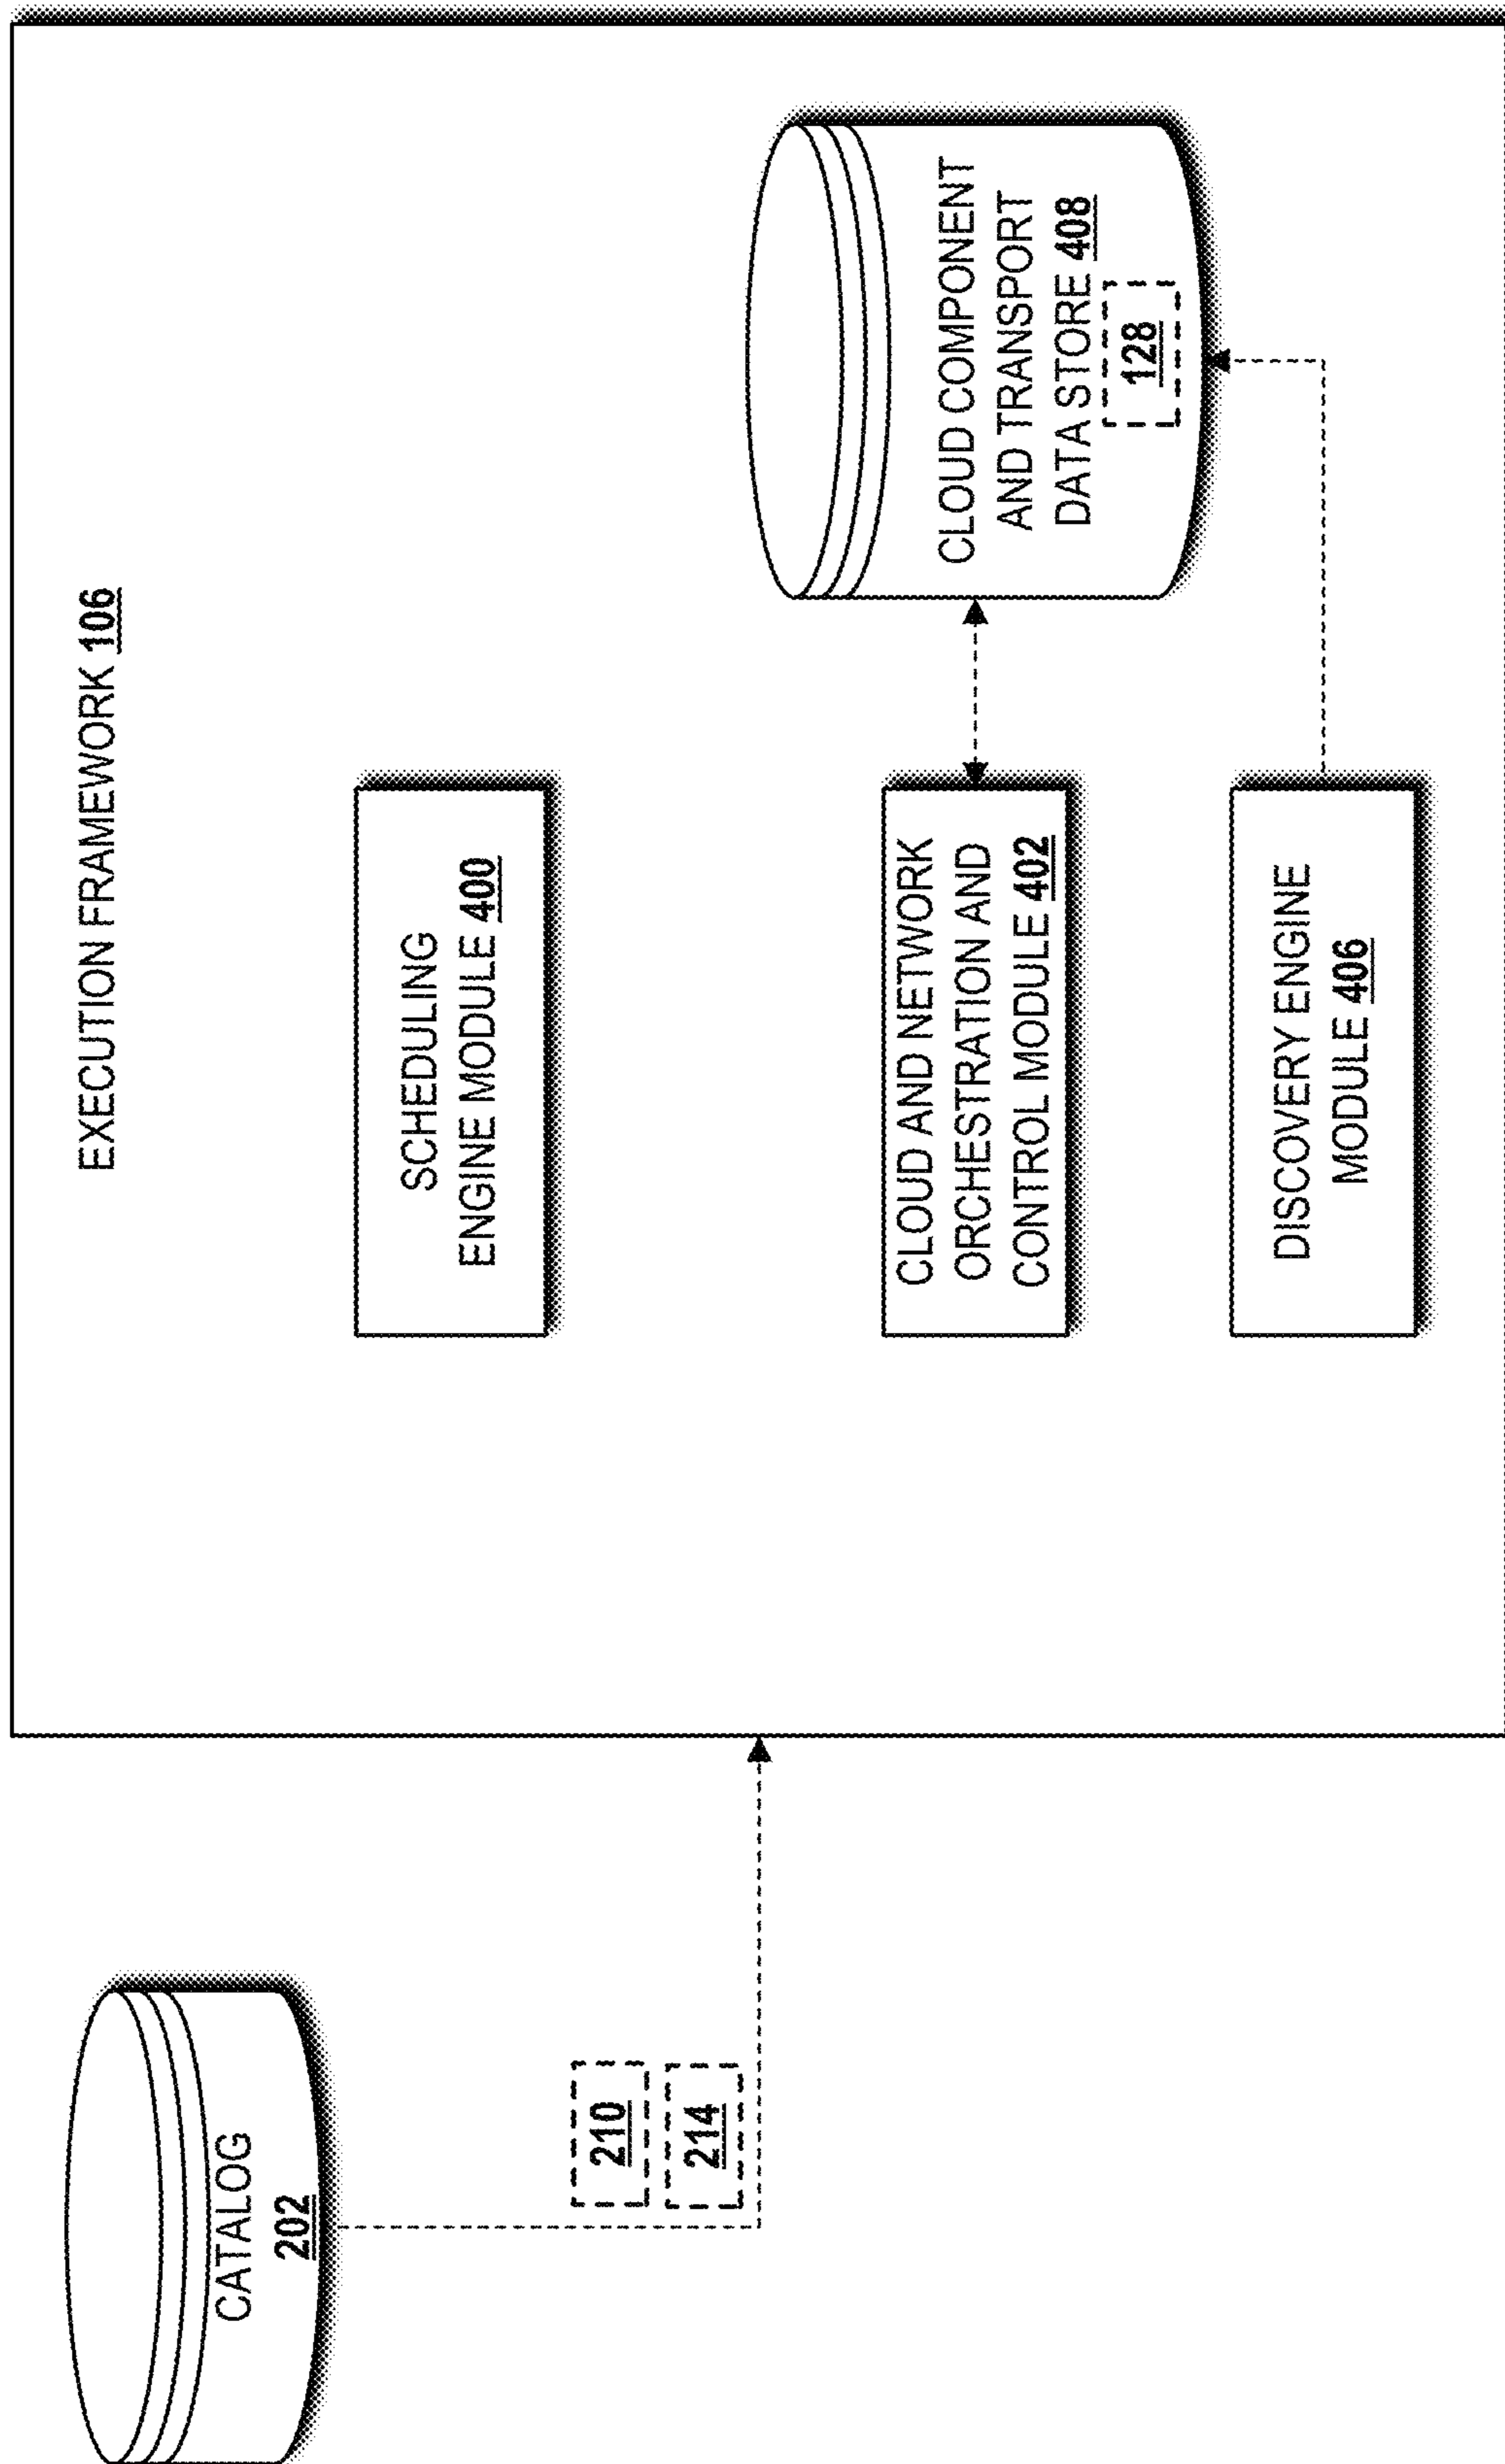 EXECUTION FRAMEWORK 106
CATALOG
202
210
214
SCHEDULING
ENGINE MODULE 400
CLOUD AND NETWORK
ORCHESTRATION AND
CONTROL MODULE 402
DISCOVERY ENGINE
MODULE 406
CLOUD COMPONENT
AND TRANSPORT
DATA STORE 408
128